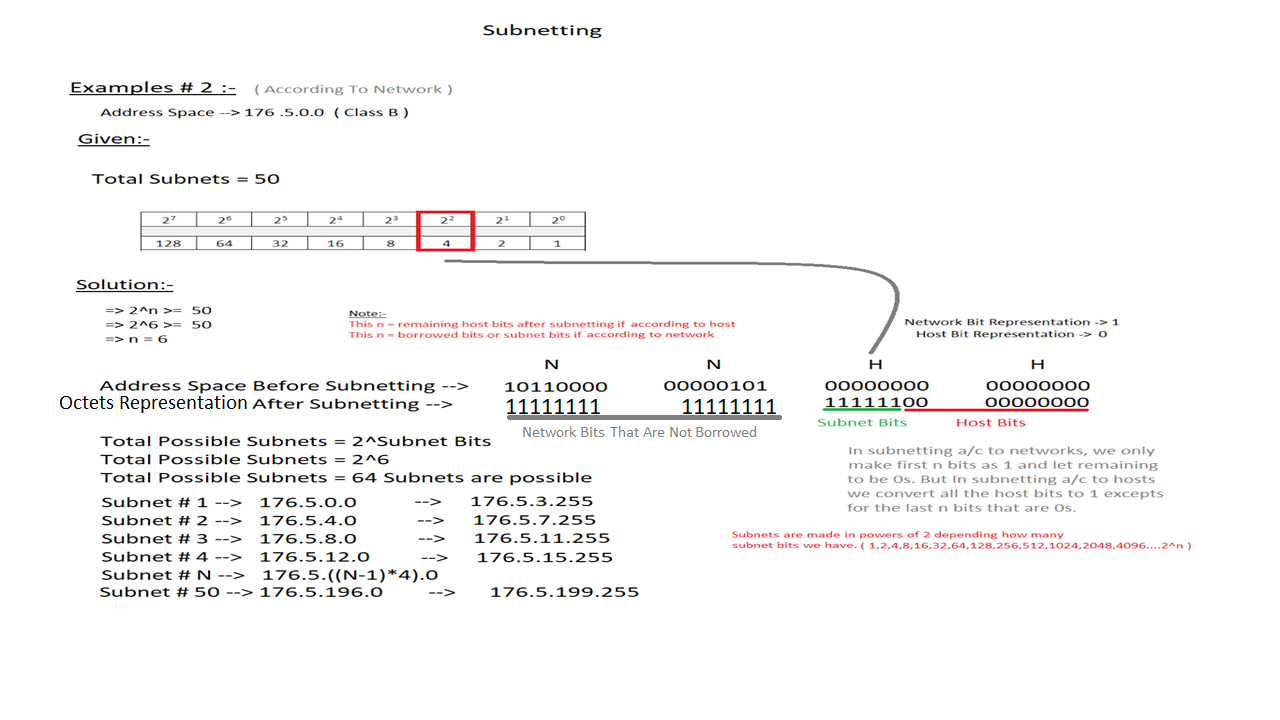 Subnetting
Examples # 2 :- ( According To Network )
Address Space --> 176 .5.0.0 ( Class B )
Given:-
Total Subnets = 50
2⁷ 2⁶ 2⁵ 2⁴ 2³ 2² 2¹ 2⁰
128 64 32 16 8 4 2 1
Solution:-
=> 2^n >= 50
=> 2^6 >= 50
=> n = 6
Note:-
This n = remaining host bits after subnetting if according to host
This n = borrowed bits or subnet bits if according to network
Network Bit Representation -> 1
Host Bit Representation -> 0
N N H H
Address Space Before Subnetting --> 10110000 00000101 00000000 00000000
Octets Representation After Subnetting --> 11111111 11111111 11111100 00000000
Network Bits That Are Not Borrowed
Subnet Bits Host Bits
In subnetting a/c to networks, we only
make first n bits as 1 and let remaining
to be 0s. But In subnetting a/c to hosts
we convert all the host bits to 1 excepts
for the last n bits that are 0s.
Subnets are made in powers of 2 depending how many
subnet bits we have. ( 1,2,4,8,16,32,64,128,256,512,1024,2048,4096....2^n )
Total Possible Subnets = 2^Subnet Bits
Total Possible Subnets = 2^6
Total Possible Subnets = 64 Subnets are possible
Subnet # 1 --> 176.5.0.0 --> 176.5.3.255
Subnet # 2 --> 176.5.4.0 --> 176.5.7.255
Subnet # 3 --> 176.5.8.0 --> 176.5.11.255
Subnet # 4 --> 176.5.12.0 --> 176.5.15.255
Subnet # N --> 176.5.((N-1)*4).0
Subnet # 50 --> 176.5.196.0 --> 176.5.199.255